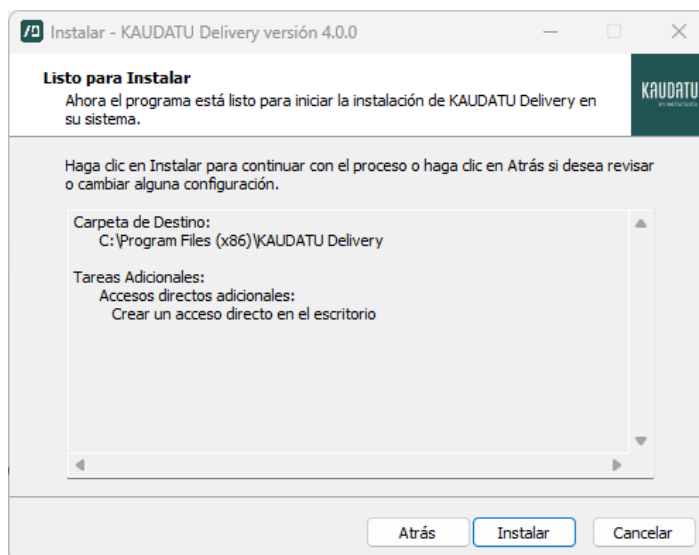 Instalar - KAUDATU Delivery versión 4.0.0
Listo para Instalar
Ahora el programa está listo para iniciar la instalación de KAUDATU Delivery en
su sistema.
KAUDATU
Haga clic en Instalar para continuar con el proceso o haga clic en Atrás si desea revisar
o cambiar alguna configuración.
Carpeta de Destino:
C:\Program Files (x86)\KAUDATU Delivery
Tareas Adicionales:
Accesos directos adicionales:
Crear un acceso directo en el escritorio
Atrás
Instalar
Cancelar